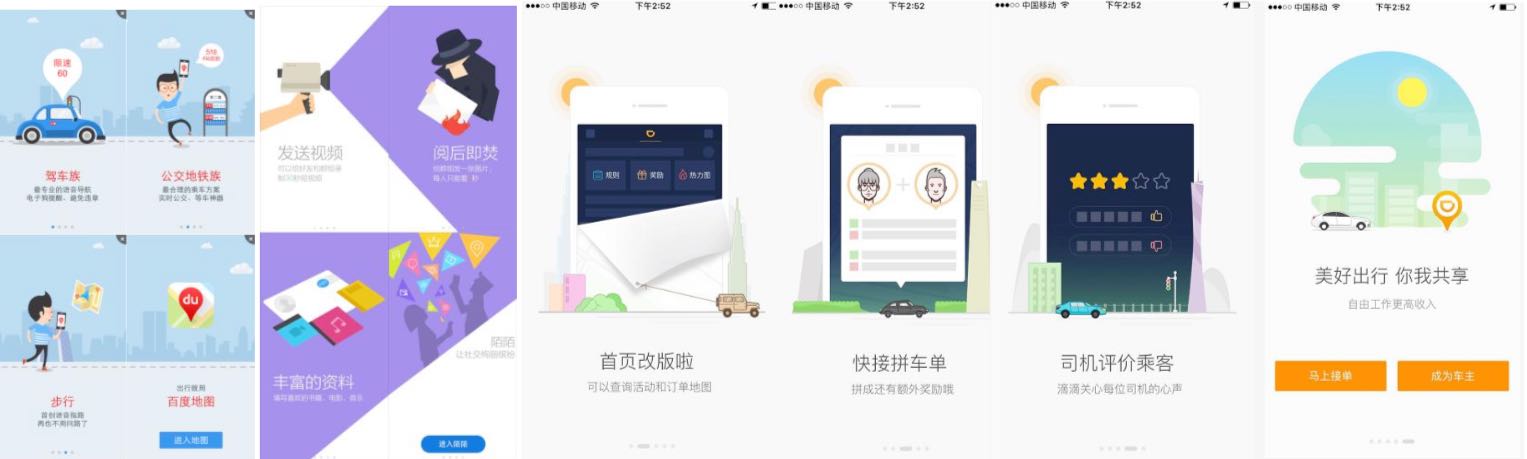 限速
60
驾车族
最专业的语音导航
电子狗提醒、避免违章
公交地铁族
最合理的乘车方案
实时公交、等车神器
步行
首创语音指路
再也不用问路了
du
出行就用
百度地图
进入地图
发送视频
阅后即焚
丰富的资料
陌陌
让社交绚丽缤纷
进入陌陌
中国移动
下午2:52
规则
奖励
热力图
首页改版啦
可以查询活动和订单地图
中国移动
下午2:52
快接拼车单
拼成还有额外奖励哦
中国移动
下午2:52
司机评价乘客
滴滴关心每位司机的心声
中国移动
下午2:52
美好出行 你我共享
自由工作更高收入
马上接单
成为车主